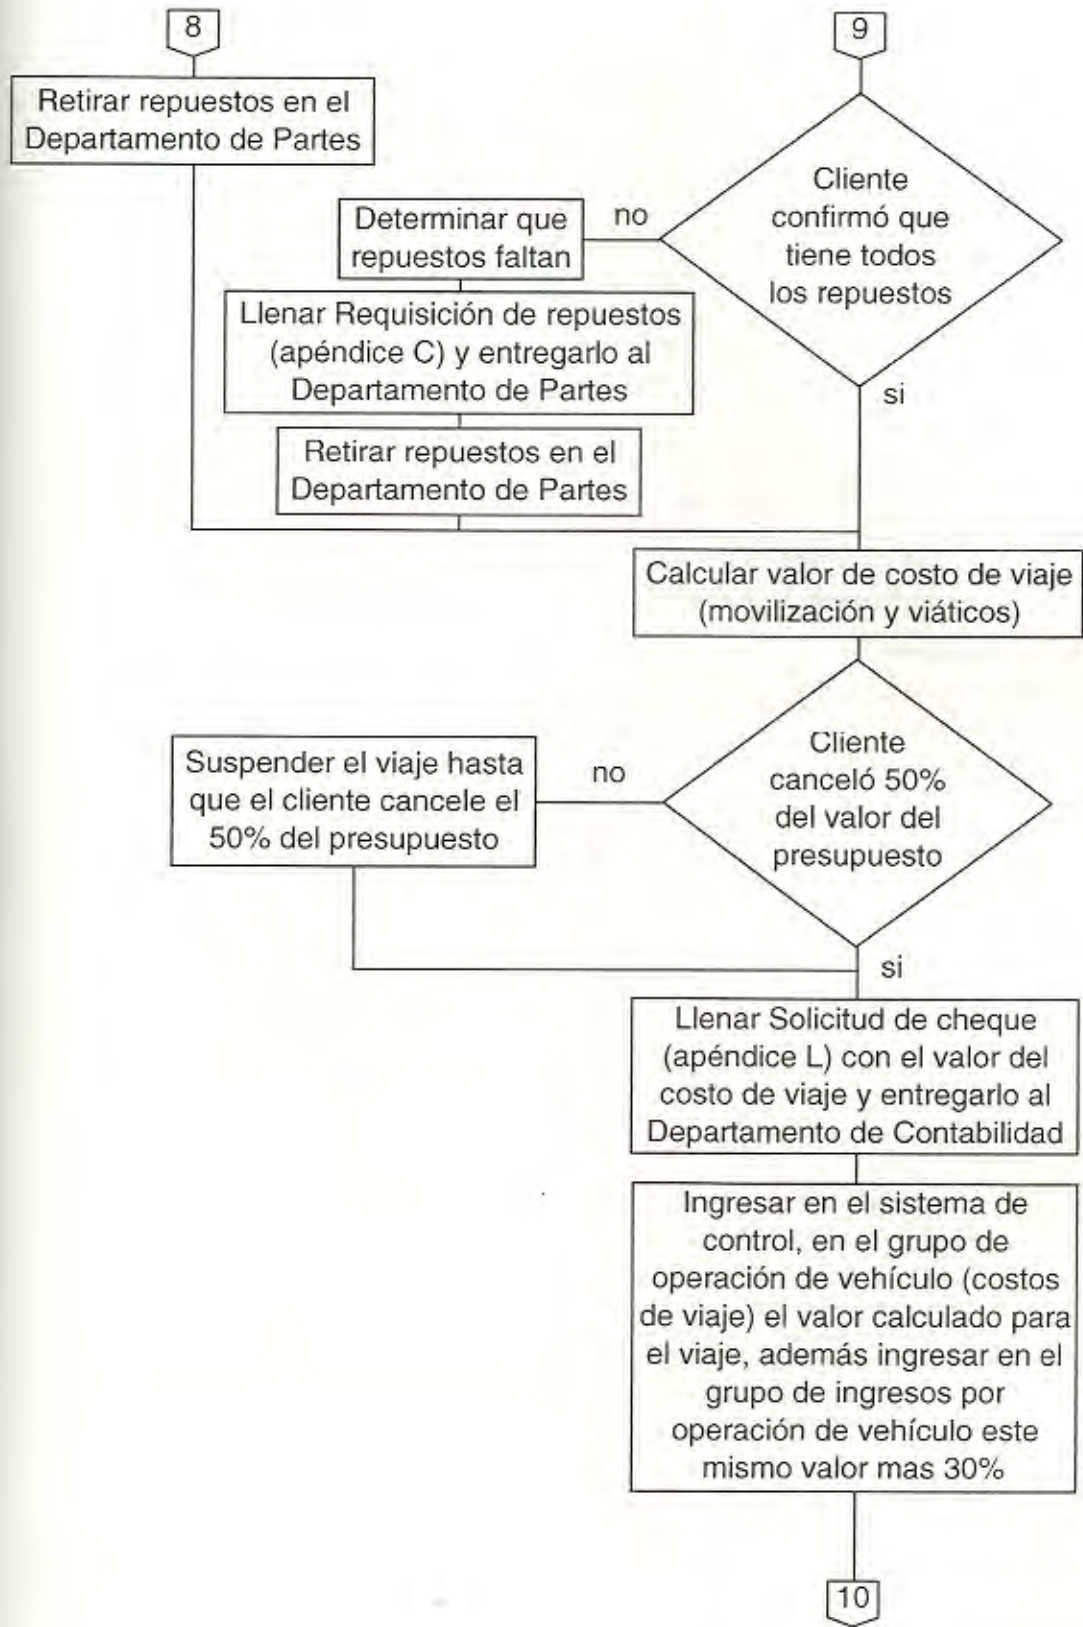 8
Retirar repuestos en el
Departamento de Partes
9
Cliente
confirmó que
tiene todos
los repuestos
no
Determinar que
repuestos faltan
Llenar Requisición de repuestos
(apéndice C) y entregarlo al
Departamento de Partes
Retirar repuestos en el
Departamento de Partes
si
Calcular valor de costo de viaje
(movilización y viáticos)
Cliente
canceló 50%
del valor del
presupuesto
no
Suspender el viaje hasta
que el cliente cancele el
50% del presupuesto
si
Llenar Solicitud de cheque
(apéndice L) con el valor del
costo de viaje y entregarlo al
Departamento de Contabilidad
Ingresar en el sistema de
control, en el grupo de
operación de vehículo (costos
de viaje) el valor calculado para
el viaje, además ingresar en el
grupo de ingresos por
operación de vehículo este
mismo valor mas 30%
10